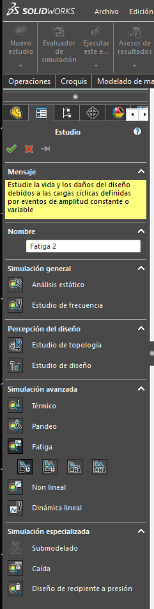 SOLIDWORKS
Archivo
Edición
Nuevo estudio
Evaluador de simulación
Ejecutar este e...
Asesor de resultados
Operaciones
Croquis
Modelado de ma
Estudio
Mensaje
Estudie la vida y los daños del diseño
debidos a las cargas cíclicas definidas
por eventos de amplitud constante o
variable
Nombre
Fatiga 2
Simulación general
Análisis estático
Estudio de frecuencia
Percepción del diseño
Estudio de topología
Estudio de diseño
Simulación avanzada
Térmico
Pandeo
Fatiga
Non lineal
Dinámica lineal
Simulación especializada
Submodelado
Caída
Diseño de recipiente a presión